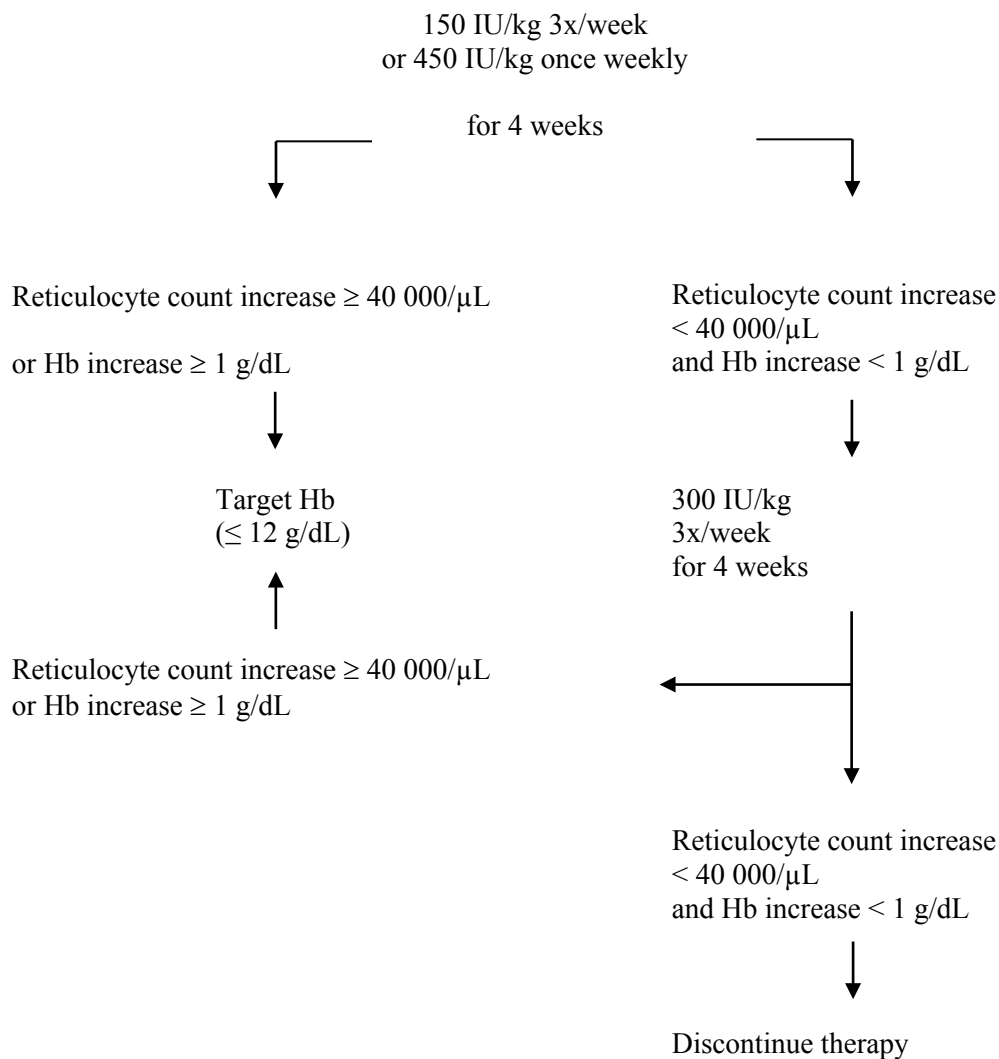 150 IU/kg 3x/week
or 450 IU/kg once weekly
for 4 weeks
Reticulocyte count increase ≥ 40 000/µL
or Hb increase ≥ 1 g/dL
Reticulocyte count increase
< 40 000/µL
and Hb increase < 1 g/dL
Target Hb
(≤ 12 g/dL)
300 IU/kg
3x/week
for 4 weeks
Reticulocyte count increase ≥ 40 000/µL
or Hb increase ≥ 1 g/dL
Reticulocyte count increase
< 40 000/µL
and Hb increase < 1 g/dL
Discontinue therapy